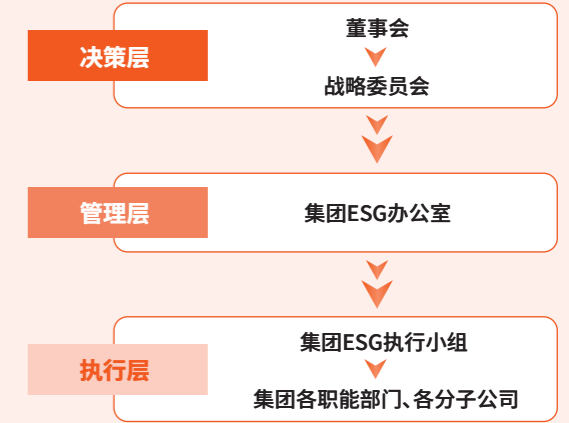 决策层
董事会
战略委员会
管理层
集团ESG办公室
执行层
集团ESG执行小组
集团各职能部门、各分子公司